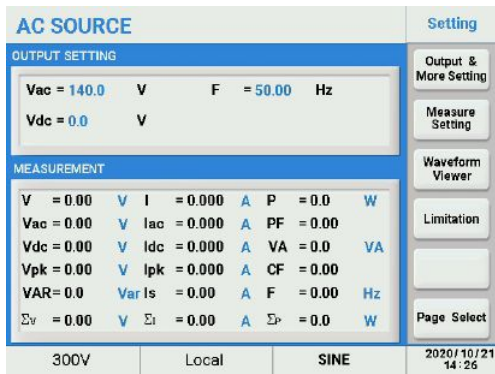 AC SOURCE
Setting
OUTPUT SETTING
Vac = 140.0 V F = 50.00 Hz
Vdc = 0.0 V
MEASUREMENT
V = 0.00 V I = 0.000 A P = 0.0 W
Vac = 0.00 V Iac = 0.000 A PF = 0.00
Vdc = 0.00 V Idc = 0.000 A VA = 0.0 VA
Vpk = 0.00 V Ipk = 0.000 A CF = 0.00
VAR= 0.0 Var Is = 0.00 A F = 0.00 Hz
Σv = 0.00 V Σı = 0.00 A Σp = 0.0 W
Output &
More Setting
Measure
Setting
Waveform
Viewer
Limitation
Page Select
300V Local SINE
2020/10/21
14:26